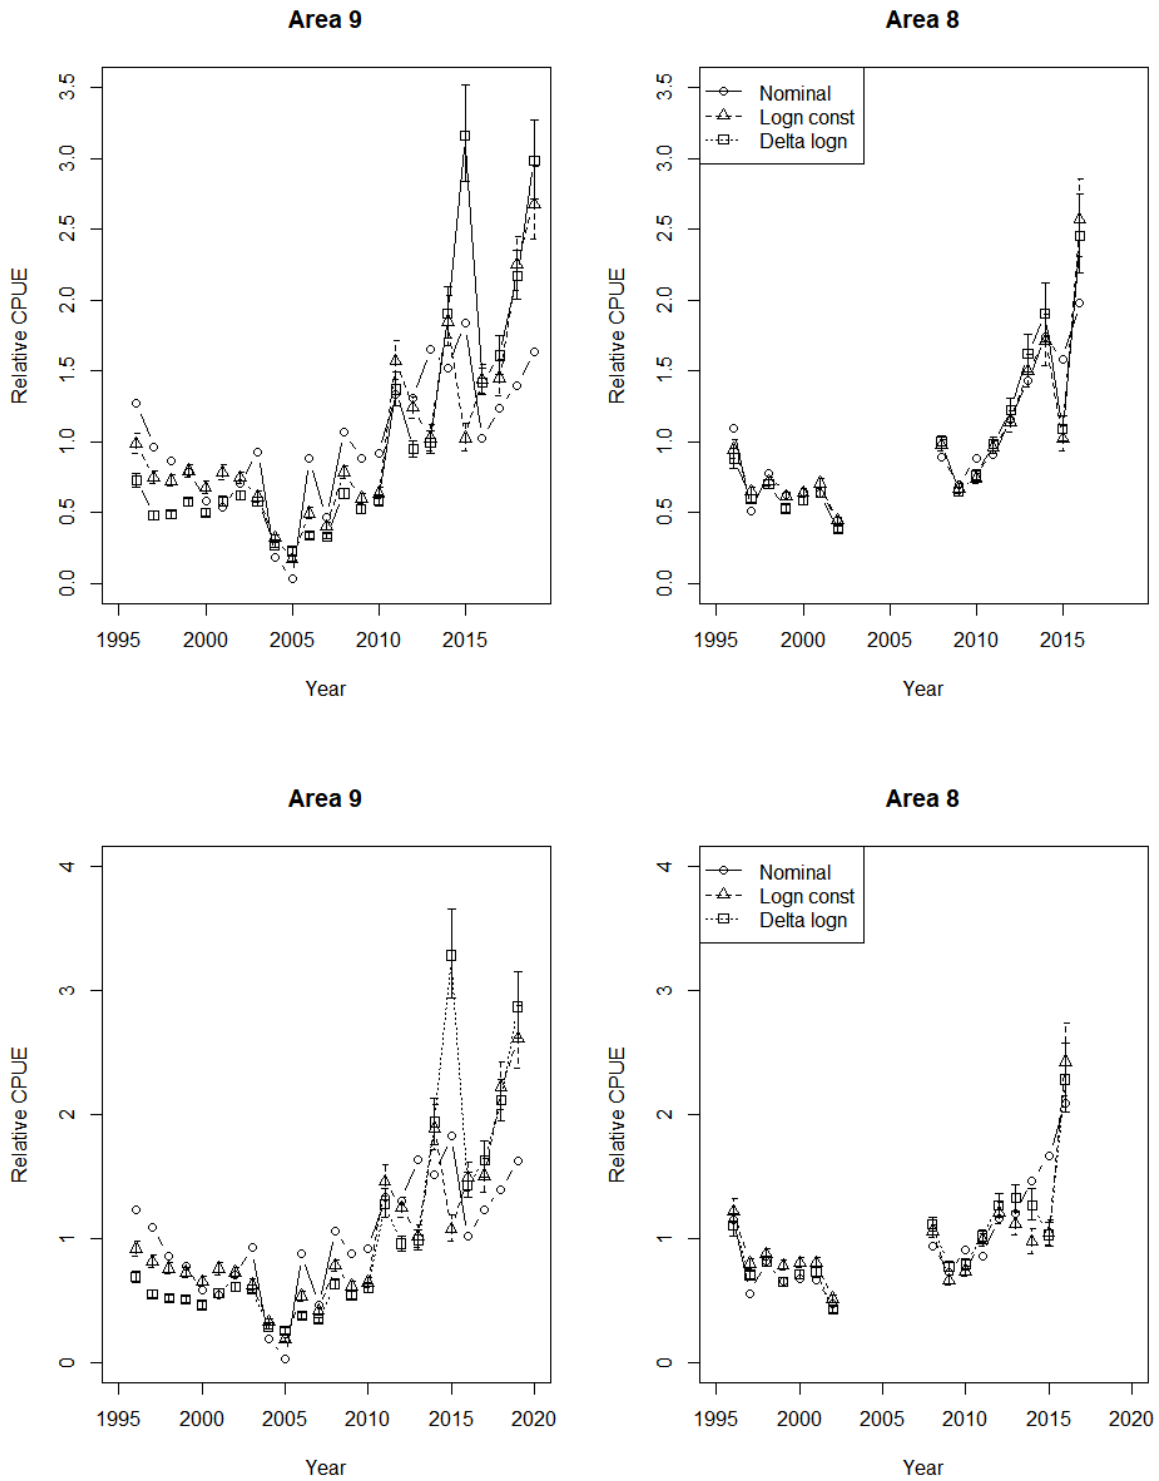 Area 9
Relative CPUE
0.0 0.5 1.0 1.5 2.0 2.5 3.0 3.5
1995 2000 2005 2010 2015
Year
Area 8
Nominal
Logn const
Delta logn
Relative CPUE
0.0 0.5 1.0 1.5 2.0 2.5 3.0 3.5
1995 2000 2005 2010 2015
Year
Area 9
Relative CPUE
0 1 2 3 4
1995 2000 2005 2010 2015 2020
Year
Area 8
Nominal
Logn const
Delta logn
Relative CPUE
0 1 2 3 4
1995 2000 2005 2010 2015 2020
Year